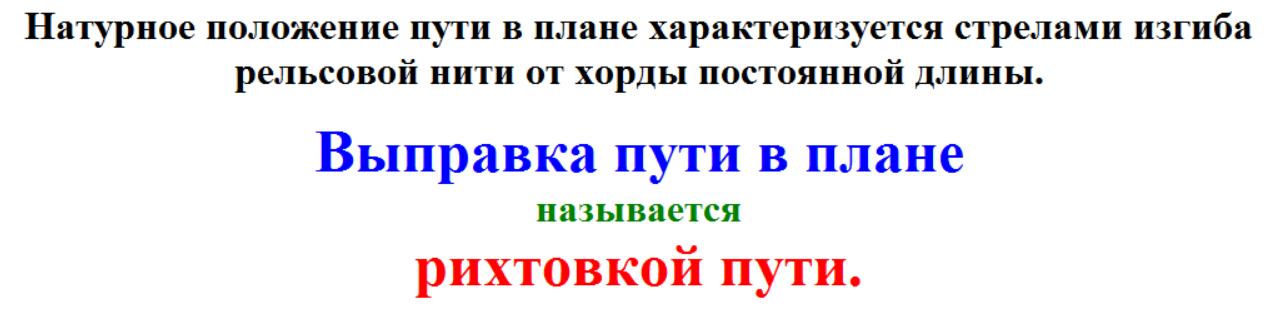 Натурное положение пути в плане характеризуется стрелами изгиба
рельсовой нити от хорды постоянной длины.
Выправка пути в плане
называется
рихтовкой пути.